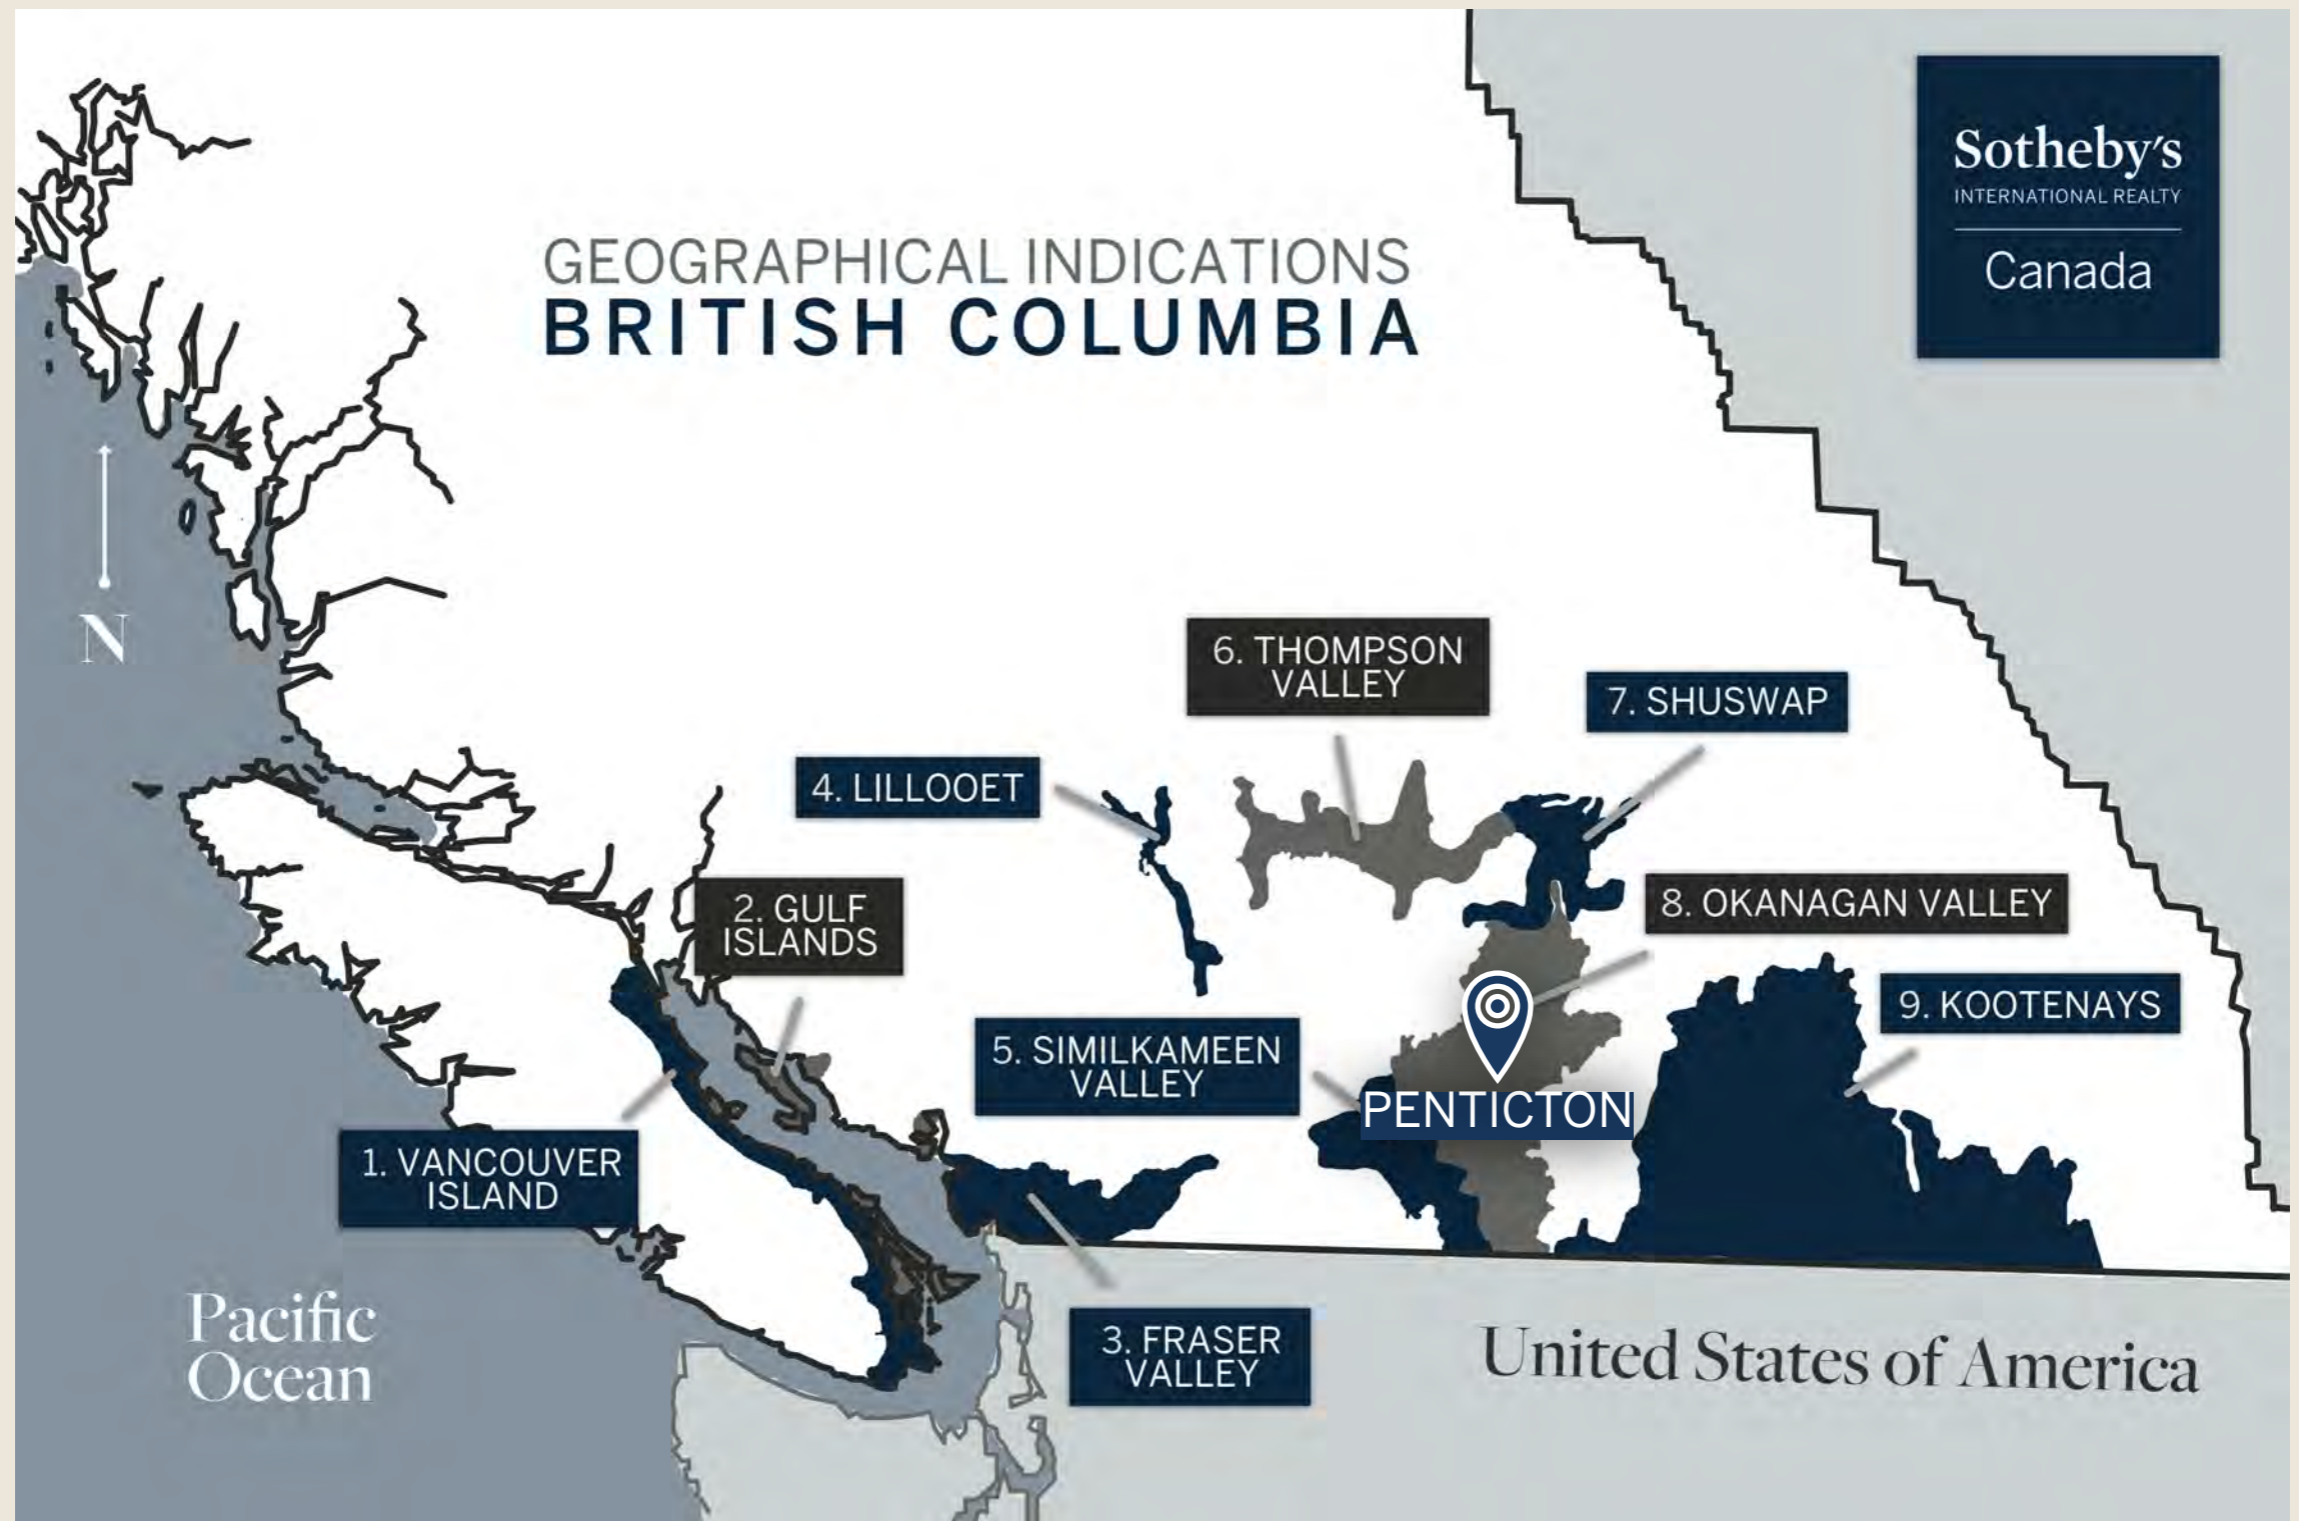 Sotheby's
INTERNATIONAL REALTY
Canada
GEOGRAPHICAL INDICATIONS
BRITISH COLUMBIA
N
6. THOMPSON
VALLEY
7. SHUSWAP
4. LILLOOET
2. GULF
ISLANDS
8. OKANAGAN VALLEY
9. KOOTENAYS
5. SIMILKAMEEN
VALLEY
PENTICTON
1. VANCOUVER
ISLAND
Pacific
Ocean
3. FRASER
VALLEY
United States of America